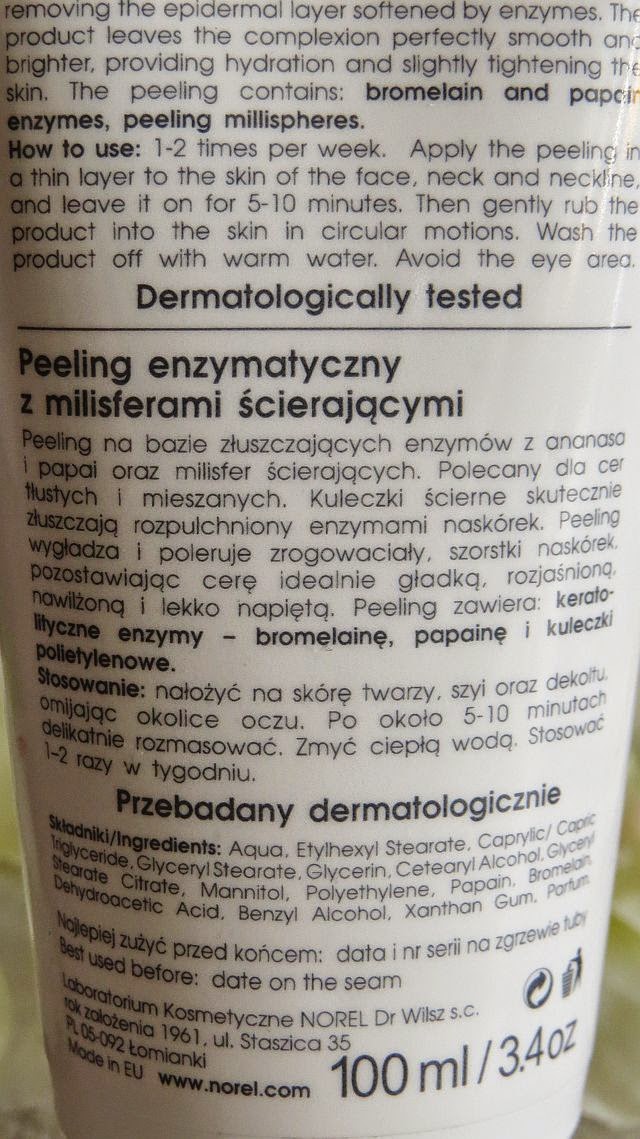 removing the epidermal layer softened by enzymes. The
product leaves the complexion perfectly smooth and
brighter, providing hydration and slightly tightening the
skin. The peeling contains: bromelain and papain
enzymes, peeling millispheres.
How to use: 1-2 times per week. Apply the peeling in
a thin layer to the skin of the face, neck and neckline,
and leave it on for 5-10 minutes. Then gently rub the
product into the skin in circular motions. Wash the
product off with warm water. Avoid the eye area.
Dermatologically tested
Peeling enzymatyczny
z milisferami ścierającymi
Peeling na bazie złuszczających enzymów z ananasa
i papai oraz milisfer ścierających. Polecany dla cer
tłustych i mieszanych. Kuleczki ścierne skutecznie
złuszczają rozpulchniony enzymami naskórek. Peeling
wygładza i poleruje zrogowaciały, szorstki naskórek,
pozostawiając cerę idealnie gładką, rozjaśnioną,
nawilżoną i lekko napiętą. Peeling zawiera: kerato-
lityczne enzymy – bromelainę, papainę i kuleczki
polietylenowe.
Stosowanie: nałożyć na skórę twarzy, szyi oraz dekoltu,
omijając okolice oczu. Po około 5-10 minutach
delikatnie rozmasować. Zmyć ciepłą wodą. Stosować
1-2 razy w tygodniu.
Przebadany dermatologicznie
Składniki/Ingredients: Aqua, Etylhexyl Stearate, Caprylic/ Capric
Triglyceride, Glyceryl Stearate, Glycerin, Cetearyl Alcohol, Glyceryl
Stearate Citrate, Mannitol, Polyethylene, Papain, Bromelain,
Dehydroacetic Acid, Benzyl Alcohol, Xanthan Gum, Parfum.
Najlepiej zużyć przed końcem: data i nr serii na zgrzewie tuby
Best used before: date on the seam
Laboratorium Kosmetyczne NOREL Dr Wilsz s.c.
rok założenia 1961, ul. Staszica 35
PL 05-092 Łomianki
Made in EU www.norel.com 100 ml / 3.4 oz